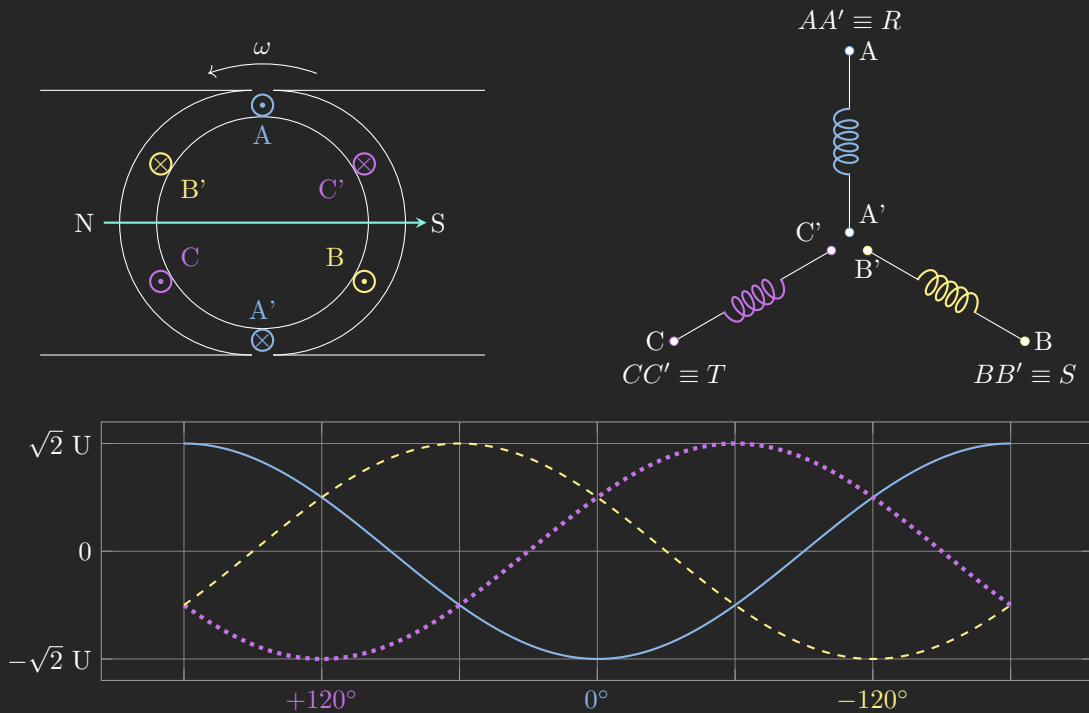 ω
A
B'
C'
N
S
C
B
A'
AA′ ≡ R
A
A'
C'
B'
C
B
CC′ ≡ T
BB′ ≡ S
√2 U
0
−√2 U
+120°
0°
−120°